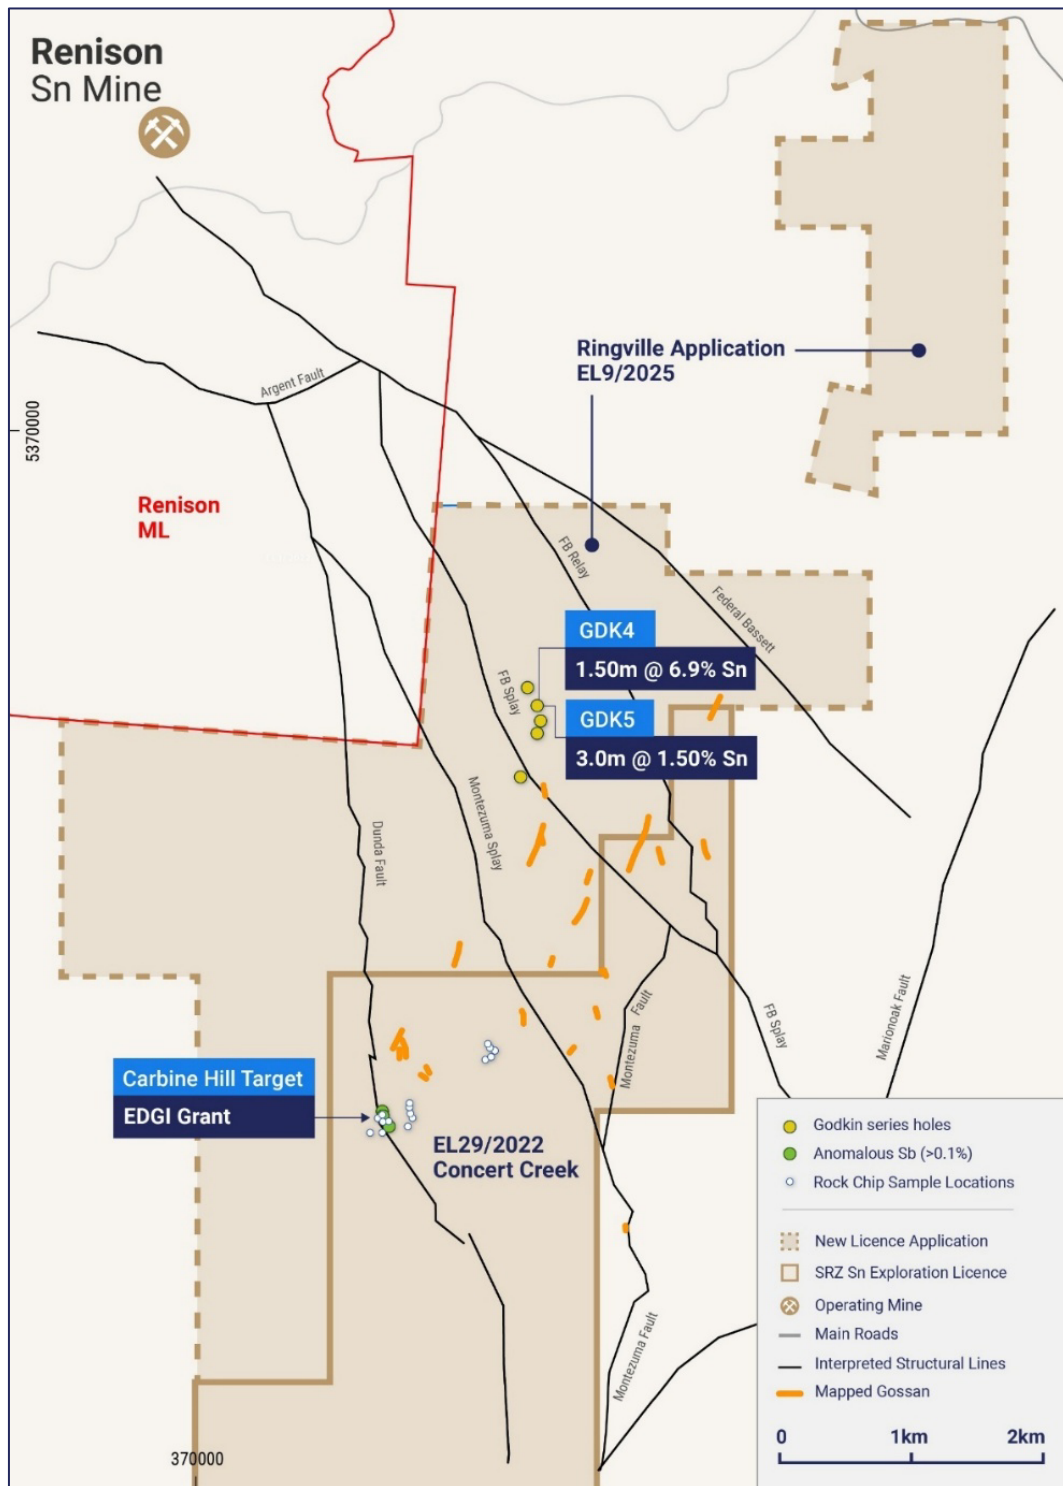 Renison
Sn Mine
Ringville Application
EL9/2025
Argent Fault
5370000
Renison
ML
FB Relay
Federal Bassett
GDK4
1.50m @ 6.9% Sn
FB Splay
GDK5
3.0m @ 1.50% Sn
Montezuma Splay
Dunda Fault
Montezuma Fault
FB Splay
Marionoak Fault
Carbine Hill Target
EDGI Grant
EL29/2022
Concert Creek
Montezuma Fault
370000
Godkin series holes
Anomalous Sb (>0.1%)
Rock Chip Sample Locations
New Licence Application
SRZ Sn Exploration Licence
Operating Mine
Main Roads
Interpreted Structural Lines
Mapped Gossan
0 1km 2km